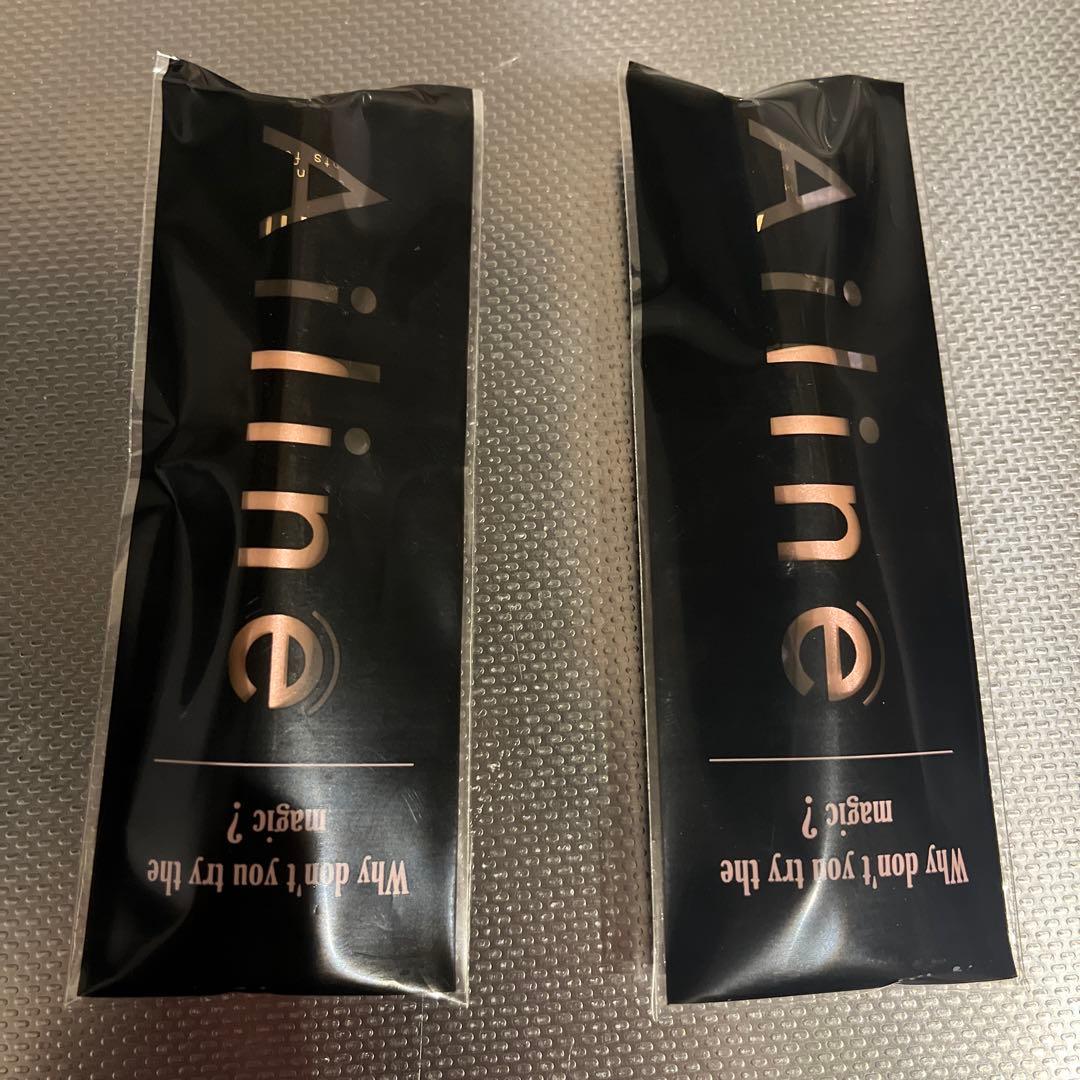 Ailine
Why don't you try the
magic ?
Ailine
Why don't you try the
magic ?